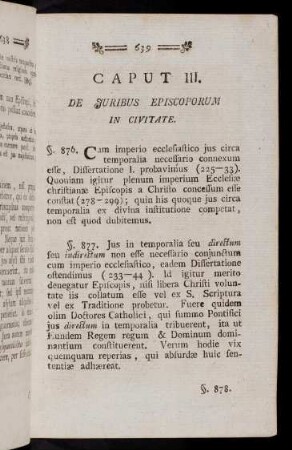 639
CAPUT III.
DE JURIBUS EPISCOPORUM
IN CIVITATE.
§. 876. Cum imperio ecclesiastico jus circa
temporalia necessario connexum
esse, Dissertatione I. probavimus (225—33).
Quoniam igitur plenum imperium Ecclesiæ
christianæ Episcopis a Christo concessum esse
constat (278—299); quin his quoque jus circa
temporalia ex divina institutione competat,
non est quod dubitemus.
§. 877. Jus in temporalia seu directum
seu indirectum non esse necessario conjunctum
cum imperio ecclesiastico, eadem Dissertatione
ostendimus (233—44). Id igitur merito
denegatur Episcopis, nisi libera Christi volun-
tate iis collatum esse vel ex S. Scriptura
vel ex Traditione probetur. Fuere quidem
olim Doctores Catholici, qui summo Pontifici
jus directum in temporalia tribuerent, ita ut
Eundem Regem regum & Dominum domi-
nantium constituerent. Verum hodie vix
quemquam reperias, qui absurdæ huic sen-
tentiæ adhæreat.
§. 878.